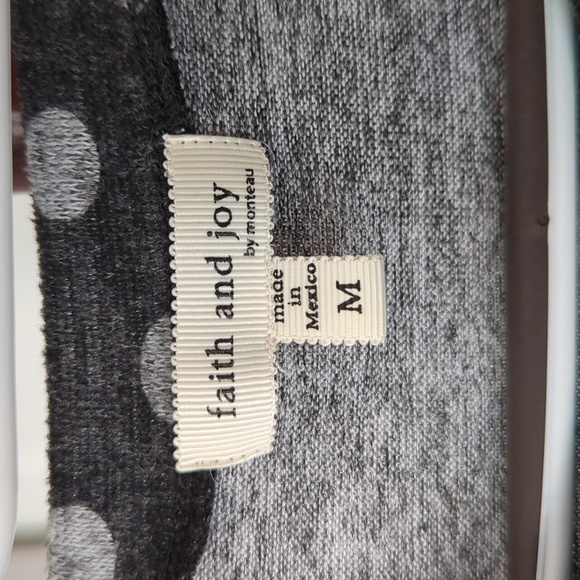 faith and joy
by monteau
made
in
Mexico
M